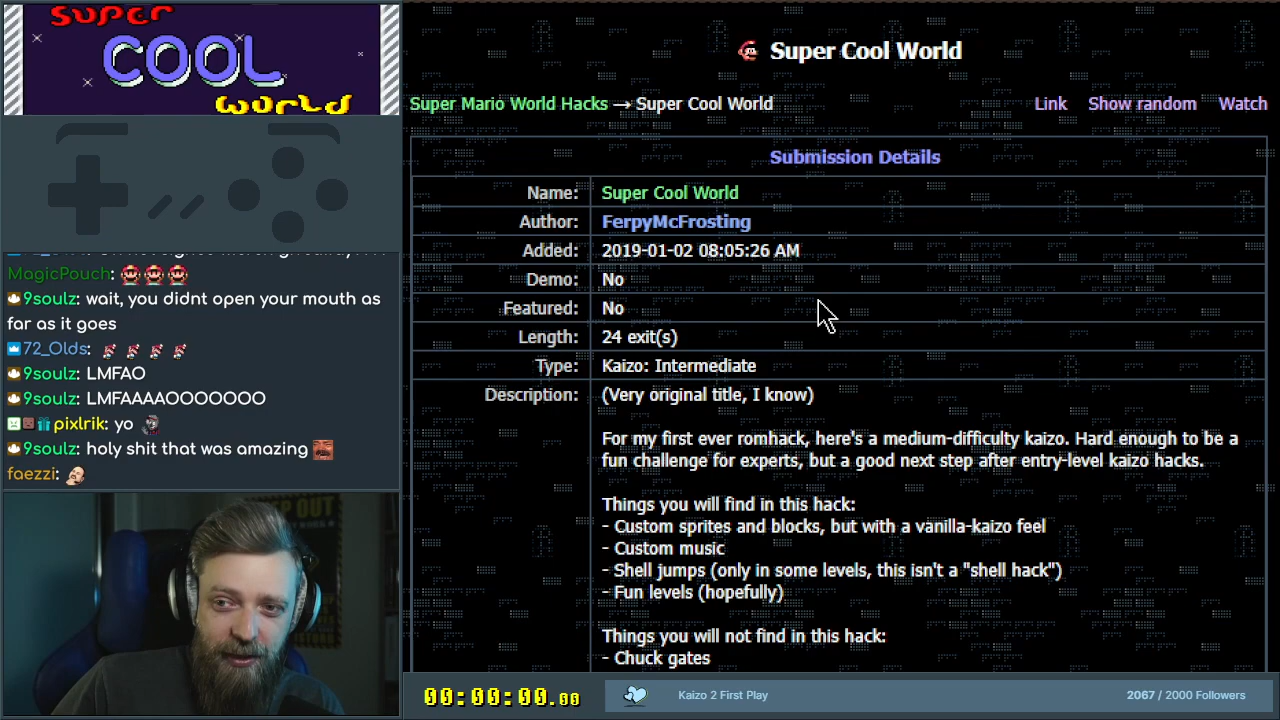 SUPER
COOL
WORLD
MagicPouch:
9soulz: wait, you didnt open your mouth as
far as it goes
72_Olds:
9soulz: LMFAO
9soulz: LMFAAAAOOOOOOO
pixlrik: yo
9soulz: holy shit that was amazing
faezzi:
Super Cool World
Super Mario World Hacks → Super Cool World
Link Show random Watch
Submission Details
Name: Super Cool World
Author: FerpyMcFrosting
Added: 2019-01-02 08:05:26 AM
Demo: No
Featured: No
Length: 24 exit(s)
Type: Kaizo: Intermediate
Description: (Very original title, I know)
For my first ever romhack, here's a medium-difficulty kaizo. Hard enough to be a
fun challenge for experts, but a good next step after entry-level kaizo hacks.
Things you will find in this hack:
- Custom sprites and blocks, but with a vanilla-kaizo feel
- Custom music
- Shell jumps (only in some levels, this isn't a "shell hack")
- Fun levels (hopefully)
Things you will not find in this hack:
- Chuck gates
00:00:00.00
Kaizo 2 First Play
2067 / 2000 Followers